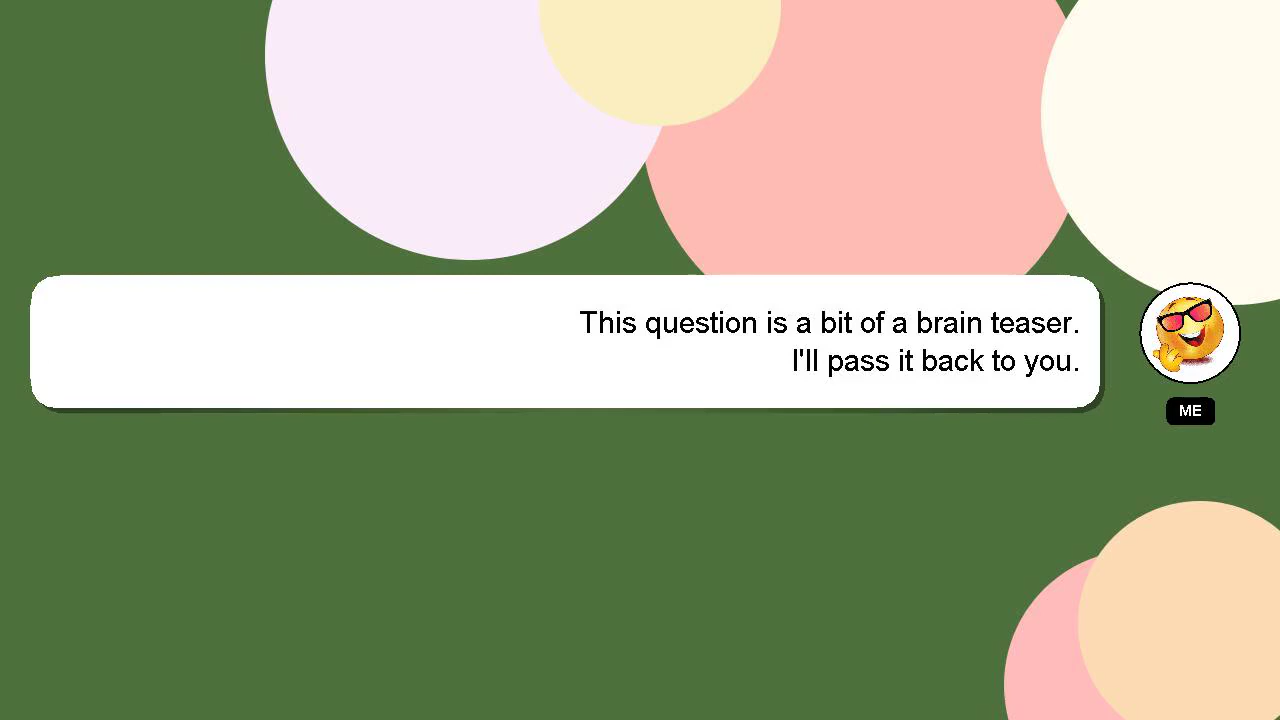 This question is a bit of a brain teaser.
I'll pass it back to you.
ME